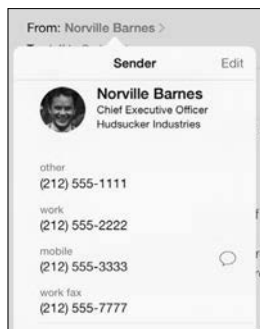 From: Norville Barnes >
Sender Edit
Norville Barnes
Chief Executive Officer
Hudsucker Industries
other
(212) 555-1111
work
(212) 555-2222
mobile
(212) 555-3333
work fax
(212) 555-7777